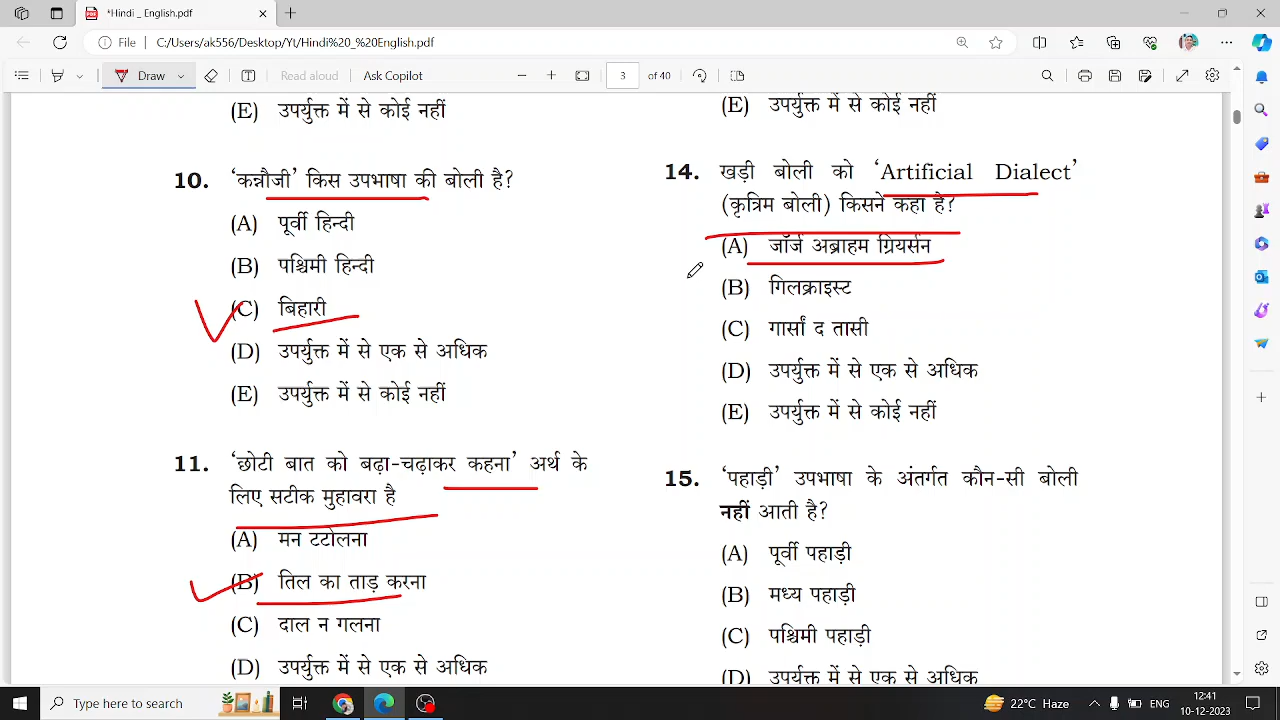 *Hindi _ English.pdf
File
C:/Users/ak556/Desktop/Yt/Hindi%20_%20English.pdf
Draw
Read aloud
Ask Copilot
3
of 40
(E) उपर्युक्त में से कोई नहीं
10. ‘कन्नौजी’ किस उपभाषा की बोली है?
(A) पूर्वी हिन्दी
(B) पश्चिमी हिन्दी
(C) बिहारी
(D) उपर्युक्त में से एक से अधिक
(E) उपर्युक्त में से कोई नहीं
11. ‘छोटी बात को बढ़ा-चढ़ाकर कहना’ अर्थ के
लिए सटीक मुहावरा है
(A) मन टटोलना
(B) तिल का ताड़ करना
(C) दाल न गलना
(D) उपर्युक्त में से एक से अधिक
(E) उपर्युक्त में से कोई नहीं
14. खड़ी बोली को ‘Artificial Dialect’
(कृत्रिम बोली) किसने कहा है?
(A) जॉर्ज अब्राहम ग्रियर्सन
(B) गिलक्राइस्ट
(C) गार्सां द तासी
(D) उपर्युक्त में से एक से अधिक
(E) उपर्युक्त में से कोई नहीं
15. ‘पहाड़ी’ उपभाषा के अंतर्गत कौन-सी बोली
नहीं आती है?
(A) पूर्वी पहाड़ी
(B) मध्य पहाड़ी
(C) पश्चिमी पहाड़ी
(D) उपर्युक्त में से एक से अधिक
Type here to search
22°C Haze
12:41
10-12-2023